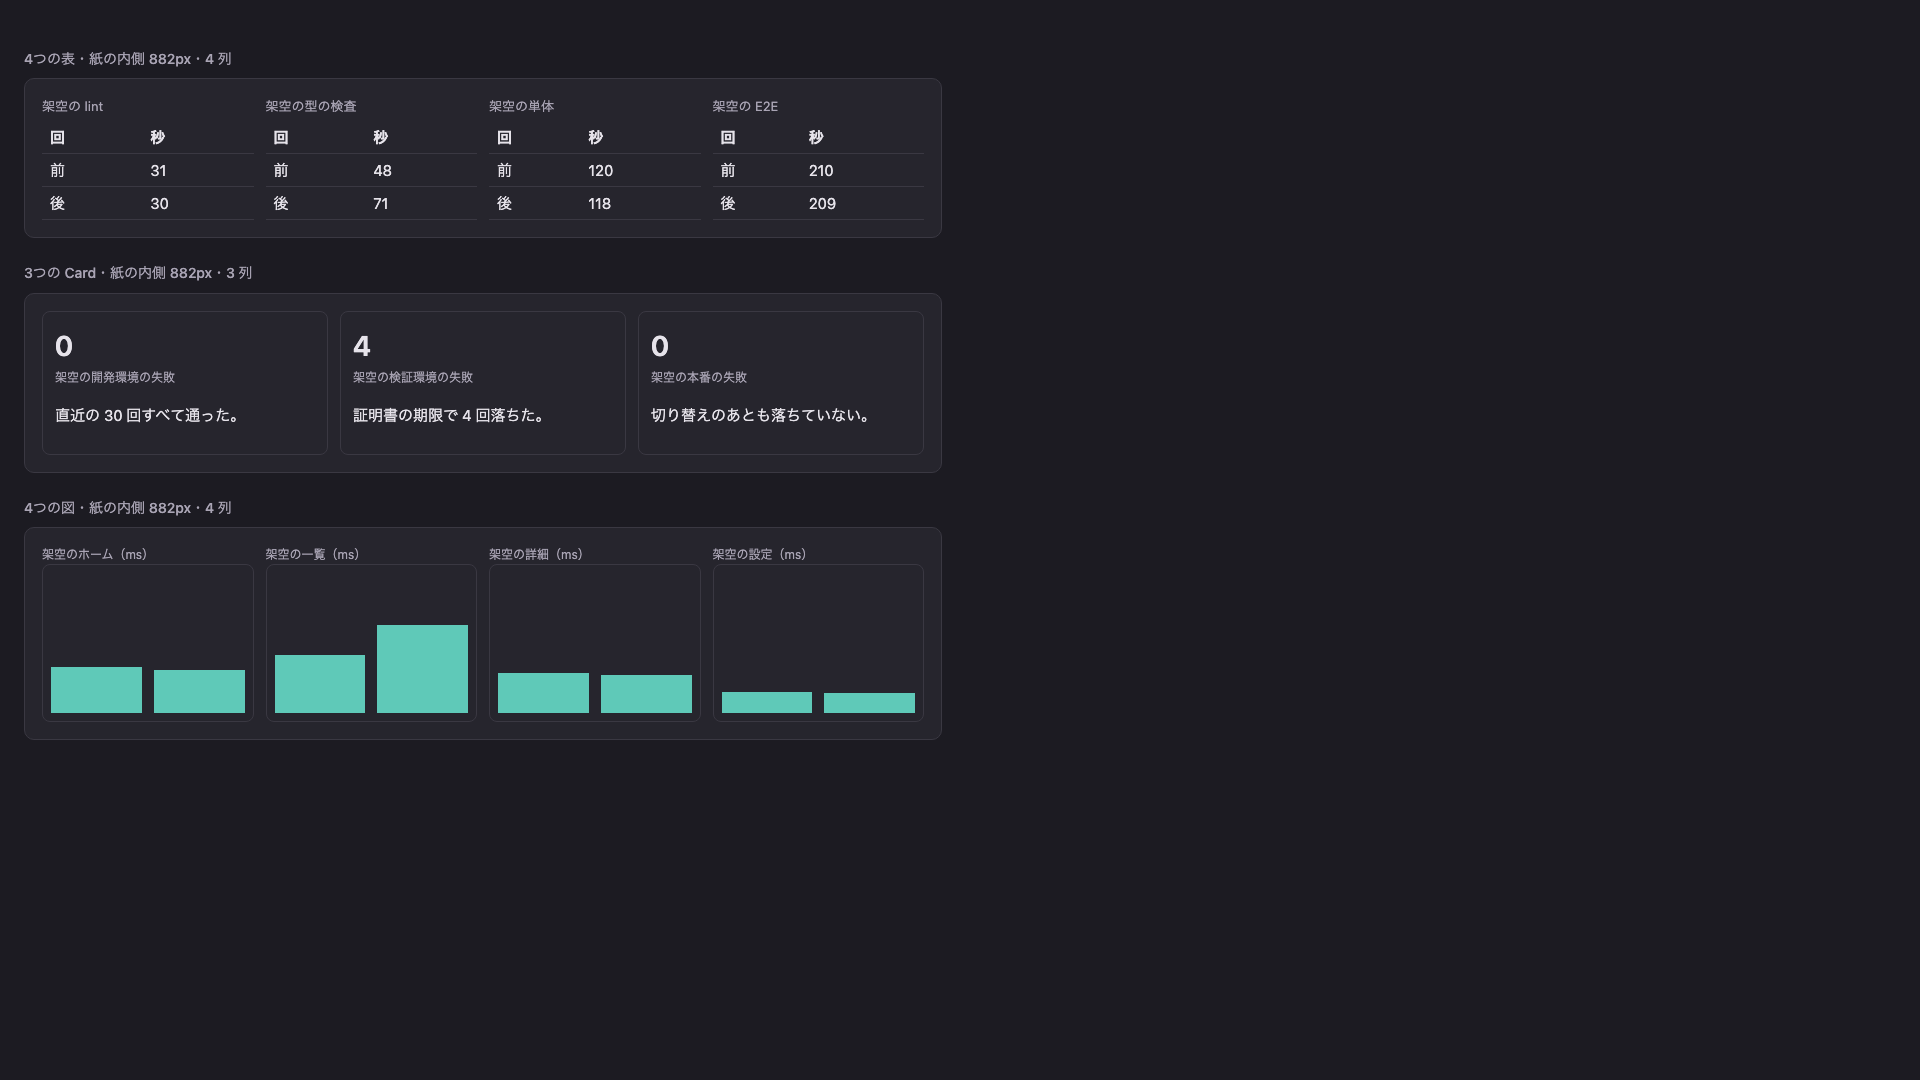 4つの表・紙の内側 882px・4 列
架空の lint
回 秒
前 31
後 30
架空の型の検査
回 秒
前 48
後 71
架空の単体
回 秒
前 120
後 118
架空の E2E
回 秒
前 210
後 209
3つの Card・紙の内側 882px・3 列
0
架空の開発環境の失敗
直近の 30 回すべて通った。
4
架空の検証環境の失敗
証明書の期限で 4 回落ちた。
0
架空の本番の失敗
切り替えのあとも落ちていない。
4つの図・紙の内側 882px・4 列
架空のホーム（ms）
架空の一覧（ms）
架空の詳細（ms）
架空の設定（ms）